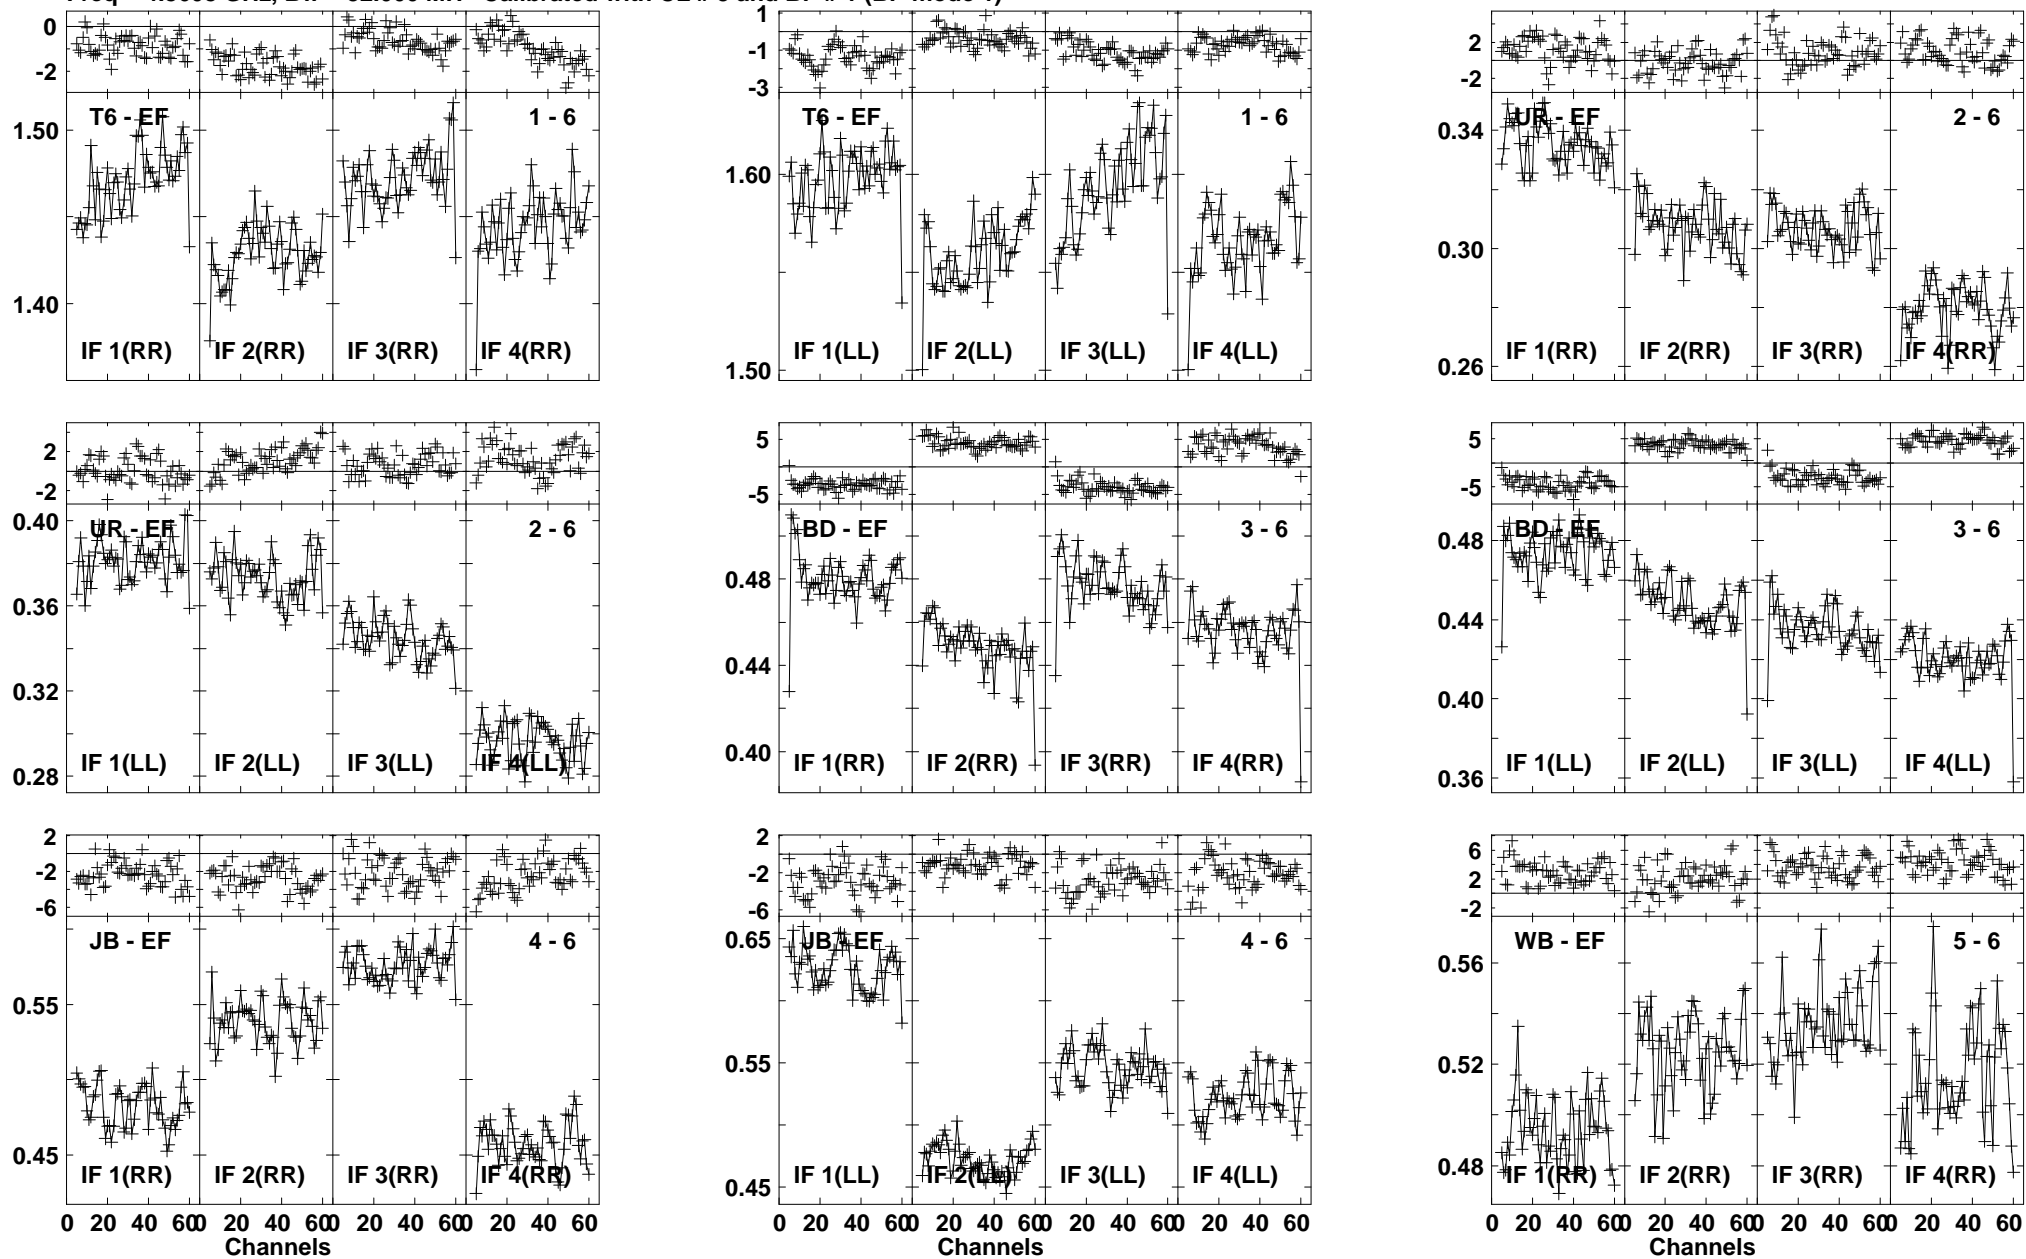 0 -2 T6 - EF 1 - 6 1.50 1.40 IF 1(RR) IF 2(RR) IF 3(RR) IF 4(RR)
1 -1 -3 T6 - EF 1 - 6 1.60 1.50 IF 1(LL) IF 2(LL) IF 3(LL) IF 4(LL)
2 -2 UR - EF 2 - 6 0.34 0.30 0.26 IF 1(RR) IF 2(RR) IF 3(RR) IF 4(RR)
2 -2 UR - EF 2 - 6 0.40 0.36 0.32 0.28 IF 1(LL) IF 2(LL) IF 3(LL) IF 4(LL)
5 -5 BD - EF 3 - 6 0.48 0.44 0.40 IF 1(RR) IF 2(RR) IF 3(RR) IF 4(RR)
5 -5 BD - EF 3 - 6 0.48 0.44 0.40 0.36 IF 1(LL) IF 2(LL) IF 3(LL) IF 4(LL)
2 -2 -6 JB - EF 4 - 6 0.55 0.45 IF 1(RR) IF 2(RR) IF 3(RR) IF 4(RR)
0 20 40 60 0 20 40 60 0 20 40 60 0 20 40 60
Channels
2 -2 -6 JB - EF 4 - 6 0.65 0.55 0.45 IF 1(LL) IF 2(LL) IF 3(LL) IF 4(LL)
0 20 40 60 0 20 40 60 0 20 40 60 0 20 40 60
Channels
6 2 -2 WB - EF 5 - 6 0.56 0.52 0.48 IF 1(RR) IF 2(RR) IF 3(RR) IF 4(RR)
0 20 40 60 0 20 40 60 0 20 40 60 0 20 40 60
Channels